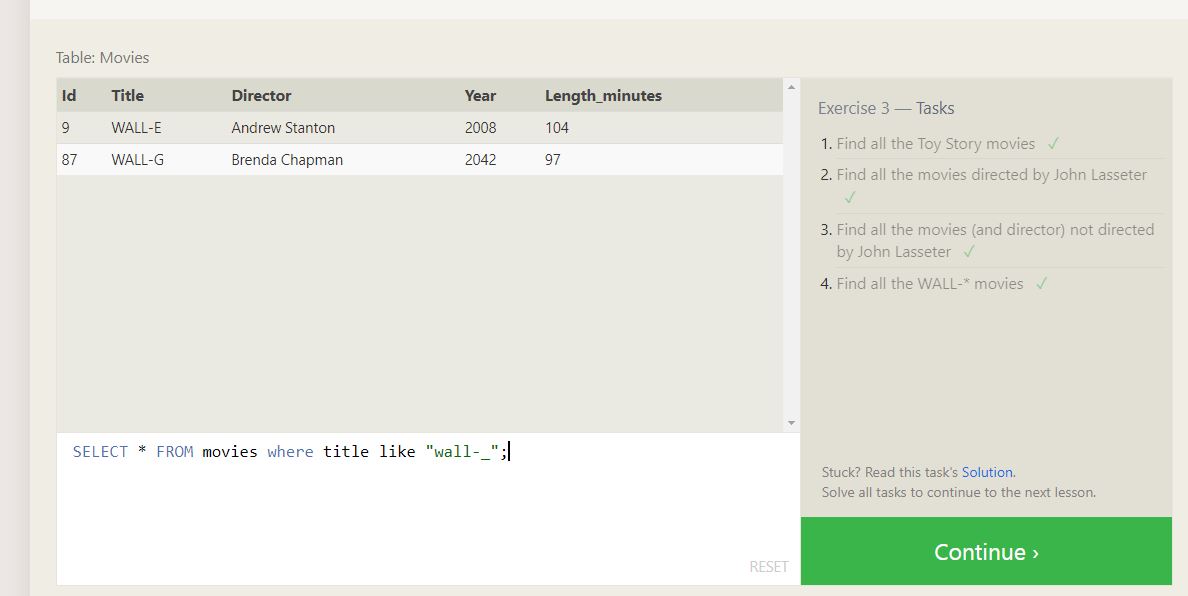 Table: Movies
Id Title Director Year Length_minutes
9 WALL-E Andrew Stanton 2008 104
87 WALL-G Brenda Chapman 2042 97
SELECT * FROM movies where title like "wall-_";
RESET
Exercise 3 — Tasks
1. Find all the Toy Story movies ✓
2. Find all the movies directed by John Lasseter
✓
3. Find all the movies (and director) not directed
by John Lasseter ✓
4. Find all the WALL-* movies ✓
Stuck? Read this task's Solution.
Solve all tasks to continue to the next lesson.
Continue ›